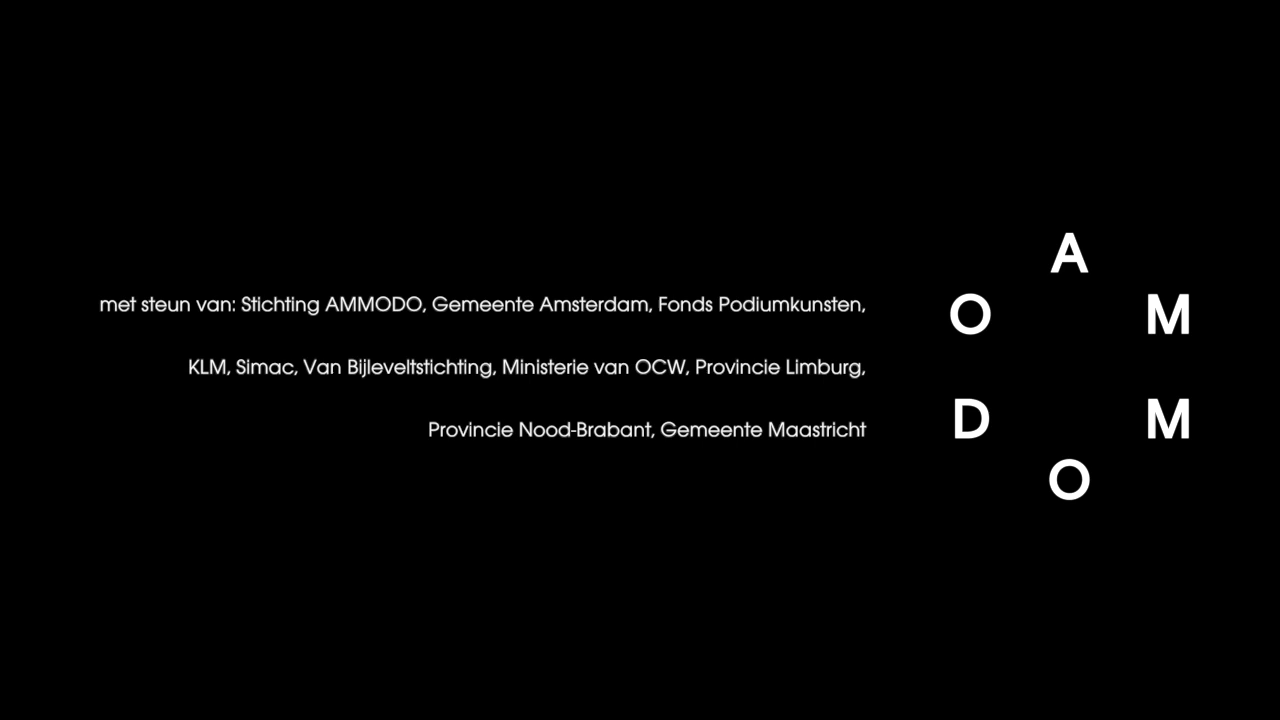 met steun van: Stichting AMMODO, Gemeente Amsterdam, Fonds Podiumkunsten,
KLM, Simac, Van Bijleveltstichting, Ministerie van OCW, Provincie Limburg,
Provincie Nood-Brabant, Gemeente Maastricht
A
M
M
O
D
O